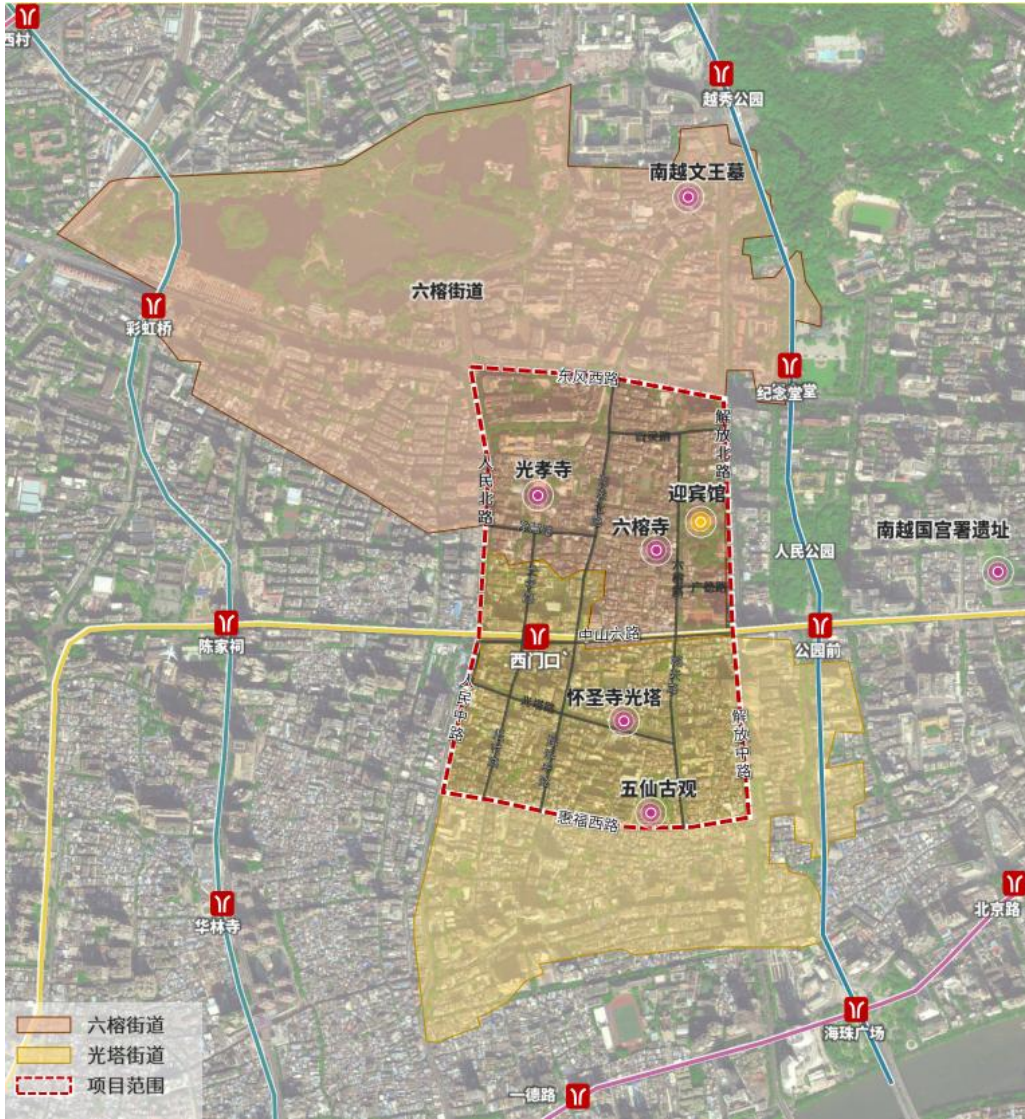 西村
越秀公园
南越文王墓
六榕街道
彩虹桥
纪念堂
东风西路
解放北路
人民北路
光孝寺
迎宾馆
六榕寺
人民公园
南越国宫署遗址
陈家祠
中山六路
西门口
公园前
人民中路
怀圣寺光塔
光塔路
解放中路
五仙古观
惠福西路
华林寺
北京路
海珠广场
一德路
六榕街道
光塔街道
项目范围